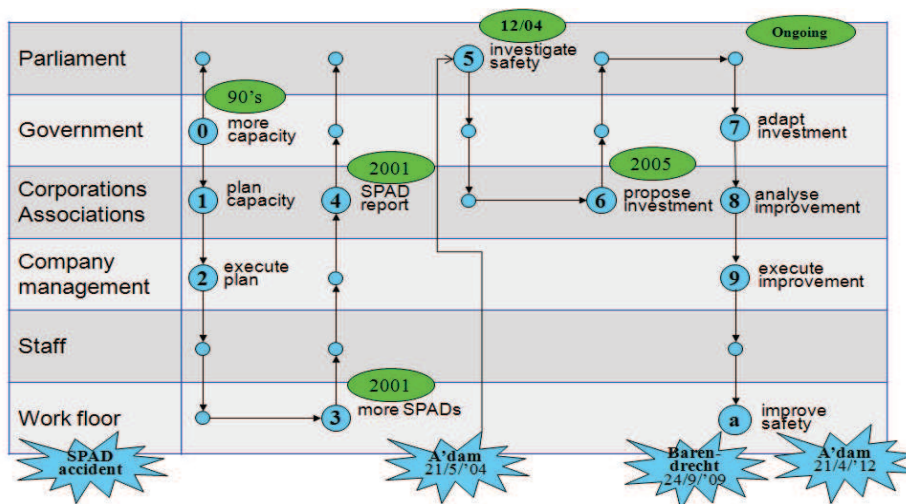 12/04
Ongoing
Parliament
5
investigate
safety
90's
Government
0
more
capacity
7
adapt
investment
2001
2005
Corporations
Associations
1
plan
capacity
4
SPAD
report
6
propose
investment
8
analyse
improvement
Company
management
2
execute
plan
9
execute
improvement
Staff
2001
Work floor
3
more SPADs
a
improve
safety
SPAD
accident
A'dam
21/5/'04
Baren-
drecht
24/9/'09
A'dam
21/4/'12